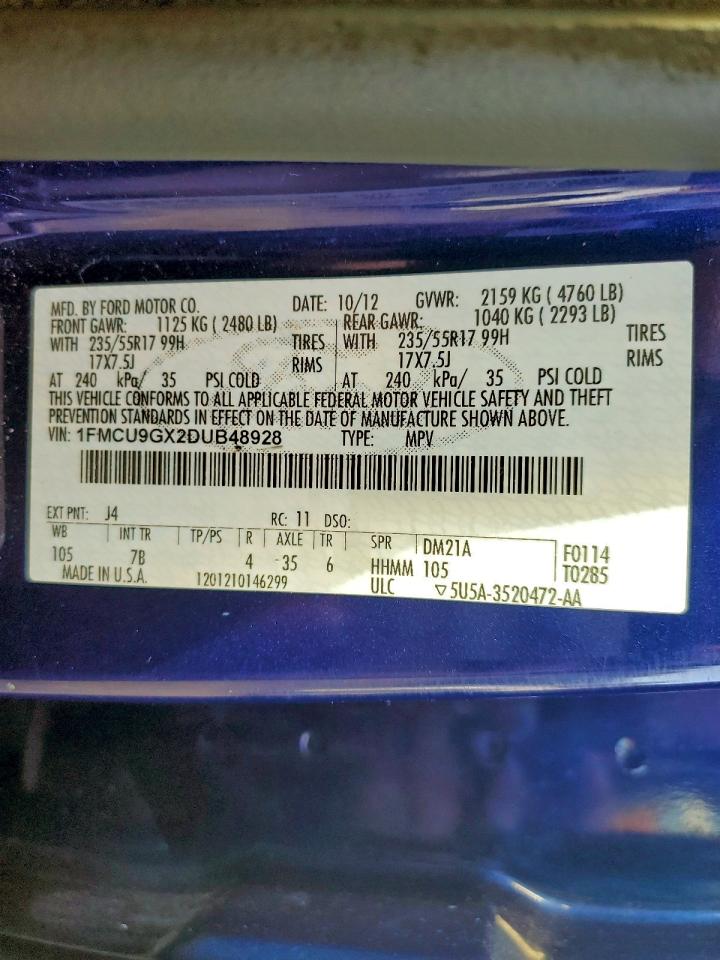 MFD. BY FORD MOTOR CO. DATE: 10/12 GVWR: 2159 KG ( 4760 LB)
FRONT GAWR: 1125 KG ( 2480 LB) REAR GAWR: 1040 KG ( 2293 LB)
WITH 235/55R17 99H TIRES WITH 235/55R17 99H TIRES
17X7.5J RIMS 17X7.5J RIMS
AT 240 kPa/ 35 PSI COLD AT 240 kPa/ 35 PSI COLD
THIS VEHICLE CONFORMS TO ALL APPLICABLE FEDERAL MOTOR VEHICLE SAFETY AND THEFT
PREVENTION STANDARDS IN EFFECT ON THE DATE OF MANUFACTURE SHOWN ABOVE.
VIN: 1FMCU9GX2DUB48928 TYPE: MPV
EXT PNT: J4 RC: 11 DSO:
WB INT TR TP/PS R AXLE TR SPR DM21A F0114
105 7B 4 -35 6 HHMM 105 T0285
MADE IN U.S.A. 1201210146299 ULC ▽5U5A-3520472-AA